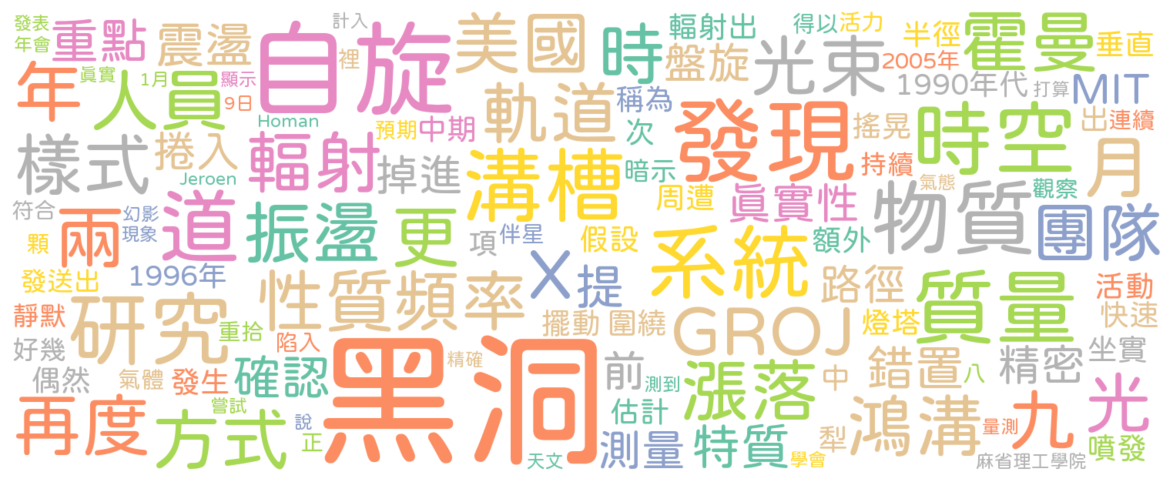 發表
年會
重點
震盪
計入
裡
自旋
美國
時
輻射出
盤旋
得以
活力
光束
半徑
2005年
霍曼
垂直
年
眞實
1月
顯示
人員
9日
Homan
預期
中期
軌道
稱為
次
發現
1990年代
打算
MIT
搖晃
時空
出
連續
樣式
捲入
Jeroen
輻射
掉進
溝槽
暗示
持續
氣態
觀察
月
符合
顆
兩
幻影
現象
道
振盪
更
項
伴星
周遭
假設
眞實性
額外
物質
團隊
發送出
1996年
性質
頻率
X
提
系統
路徑
質量
活動
快速
靜默
研究
重拾
陷入
擺動
圍繞
GROJ
燈塔
好幾
偶然
氣體
發生
確認
黑洞
精確
前
測到
漲落
中
錯置
八
精密
坐實
再度
方式
嘗試
說
正
天文
估計
測量
特質
學會
犁
鴻溝
量測
九
光
麻省理工學院
噴發